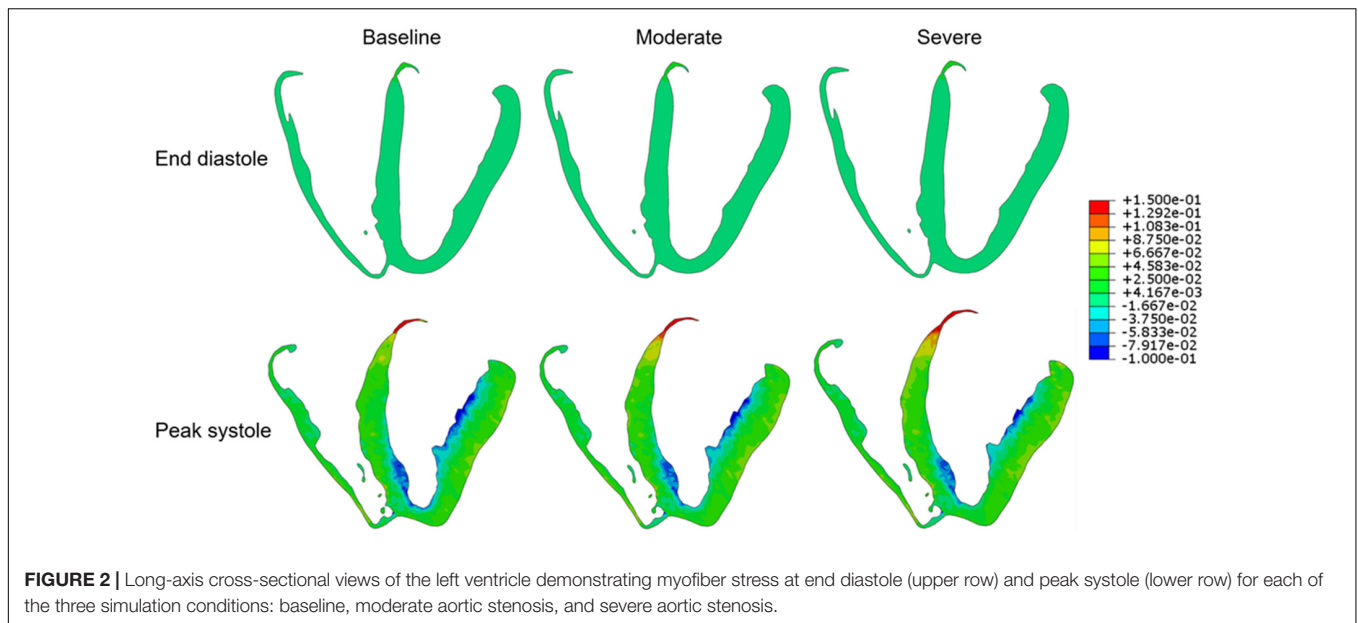 Baseline Moderate Severe
End diastole
+1.500e-01
+1.292e-01
+1.083e-01
+8.750e-02
+6.667e-02
+4.583e-02
+2.500e-02
+4.167e-03
-1.667e-02
-3.750e-02
-5.833e-02
-7.917e-02
-1.000e-01
Peak systole
FIGURE 2 | Long-axis cross-sectional views of the left ventricle demonstrating myofiber stress at end diastole (upper row) and peak systole (lower row) for each of
the three simulation conditions: baseline, moderate aortic stenosis, and severe aortic stenosis.